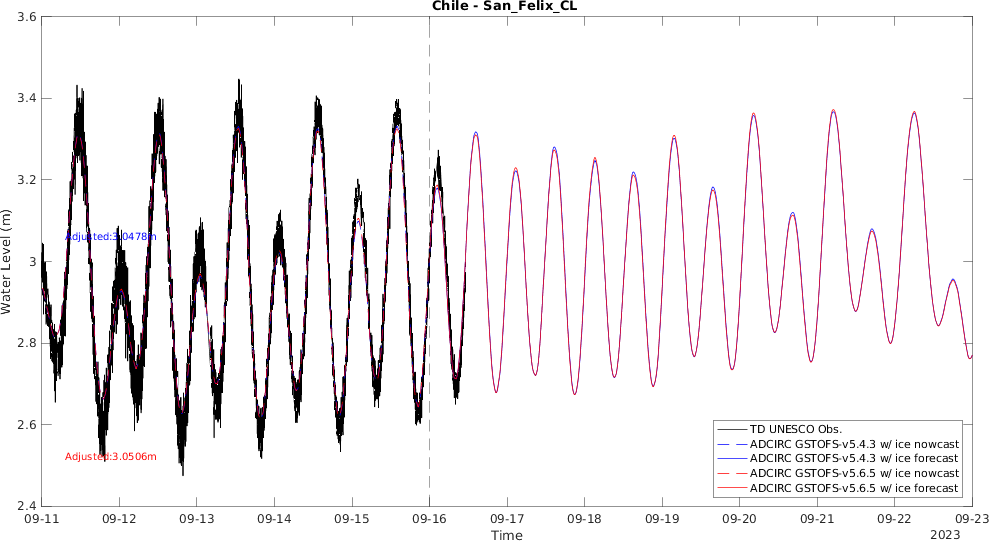 Chile - San_Felix_CL
3.6
3.4
3.2
3
2.8
2.6
2.4
Water Level (m)
Adjusted:3.0478m
Adjusted:3.0506m
TD UNESCO Obs.
ADCIRC GSTOFS-v5.4.3 w/ ice nowcast
ADCIRC GSTOFS-v5.4.3 w/ ice forecast
ADCIRC GSTOFS-v5.6.5 w/ ice nowcast
ADCIRC GSTOFS-v5.6.5 w/ ice forecast
09-11 09-12 09-13 09-14 09-15 09-16 09-17 09-18 09-19 09-20 09-21 09-22 09-23
Time
2023